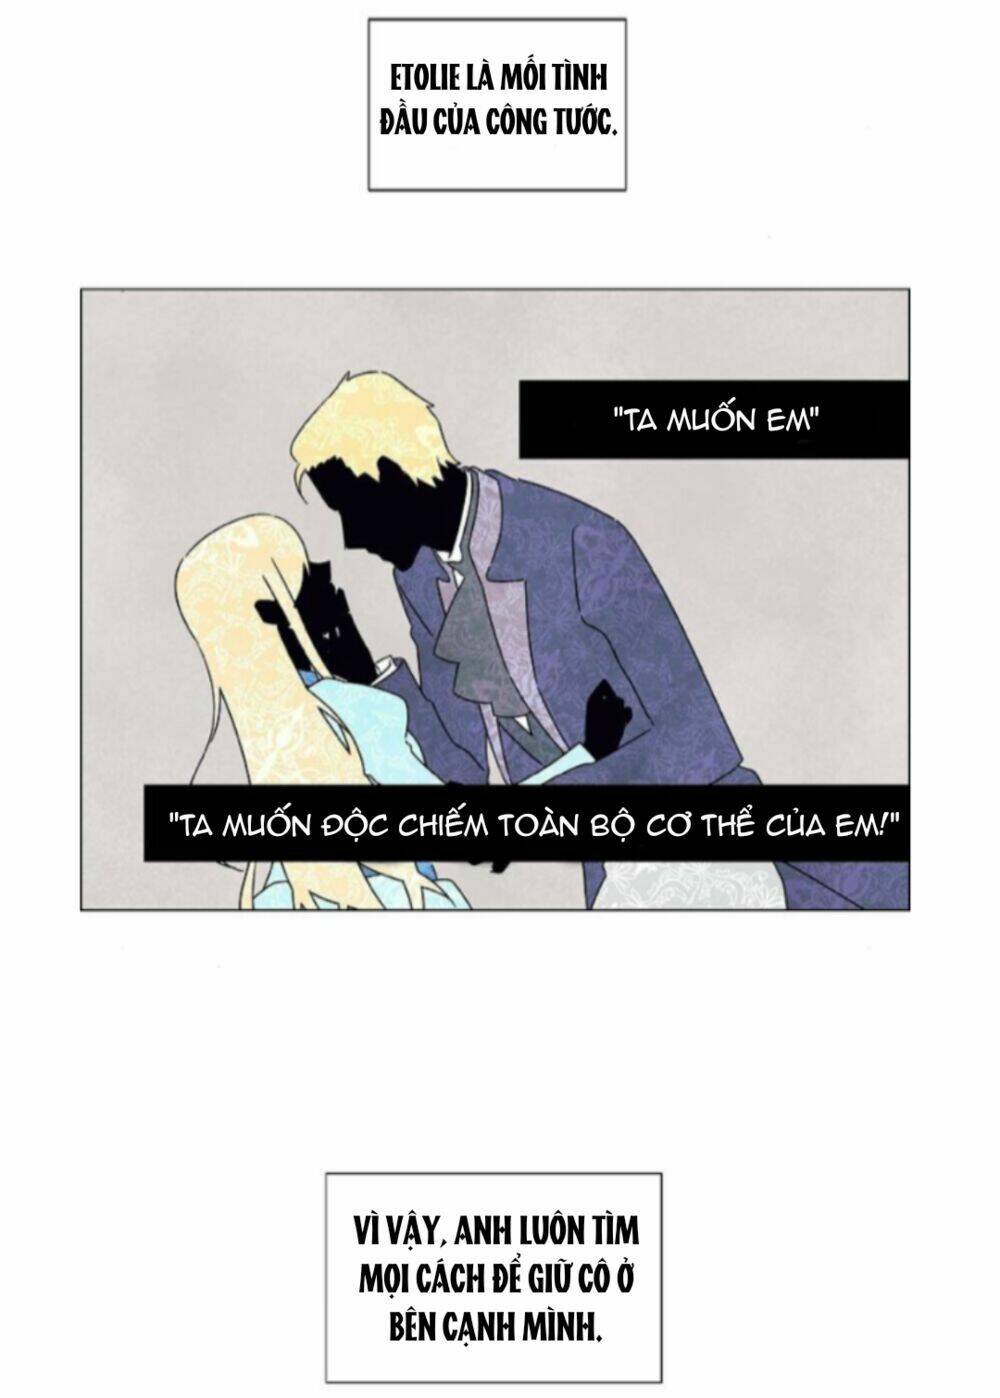 ETOLIE LÀ MỐI TÌNH
ĐẦU CỦA CÔNG TƯỚC.
"TA MUỐN EM"
"TA MUỐN ĐỘC CHIẾM TOÀN BỘ CƠ THỂ CỦA EM!"
VÌ VẬY, ANH LUÔN TÌM
MỌI CÁCH ĐỂ GIỮ CÔ Ở
BÊN CẠNH MÌNH.